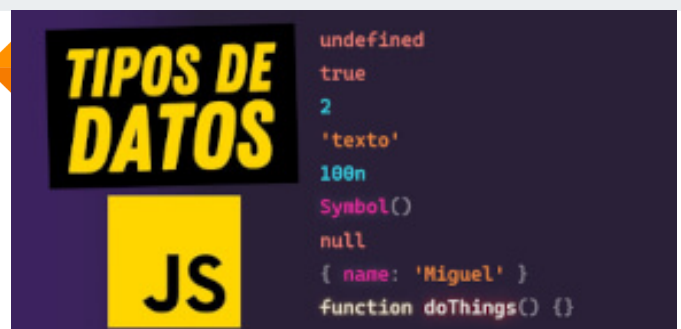 TIPOS DE
DATOS
JS
undefined
true
2
'texto'
100n
Symbol()
null
{ name: 'Miguel' }
function doThings() {}